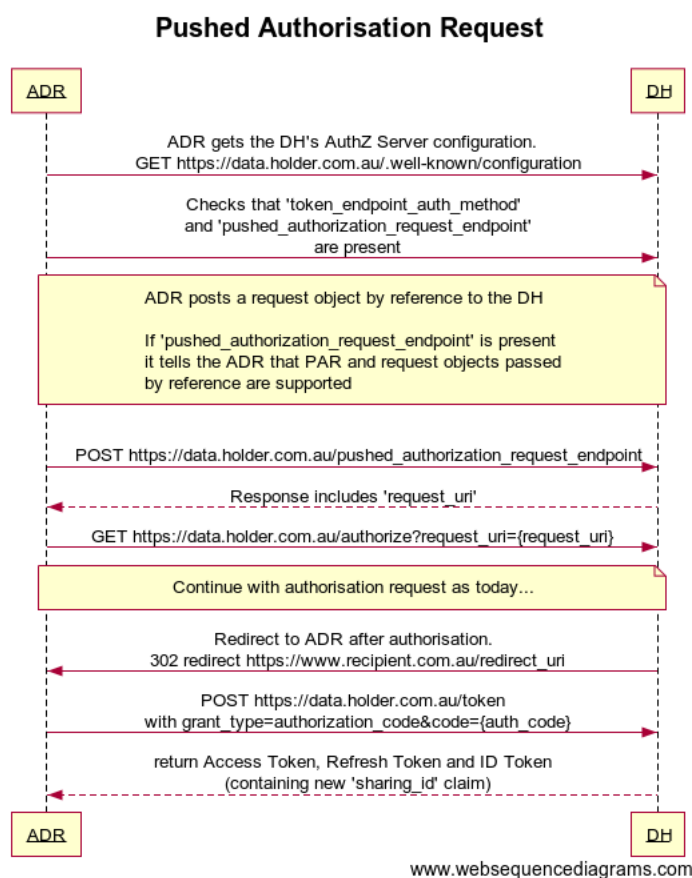 Pushed Authorisation Request
ADR
DH
ADR gets the DH's AuthZ Server configuration.
GET https://data.holder.com.au/.well-known/configuration
Checks that 'token_endpoint_auth_method'
and 'pushed_authorization_request_endpoint'
are present
ADR posts a request object by reference to the DH
If 'pushed_authorization_request_endpoint' is present
it tells the ADR that PAR and request objects passed
by reference are supported
POST https://data.holder.com.au/pushed_authorization_request_endpoint
Response includes 'request_uri'
GET https://data.holder.com.au/authorize?request_uri={request_uri}
Continue with authorisation request as today...
Redirect to ADR after authorisation.
302 redirect https://www.recipient.com.au/redirect_uri
POST https://data.holder.com.au/token
with grant_type=authorization_code&code={auth_code}
return Access Token, Refresh Token and ID Token
(containing new 'sharing_id' claim)
ADR
DH
www.websequencediagrams.com